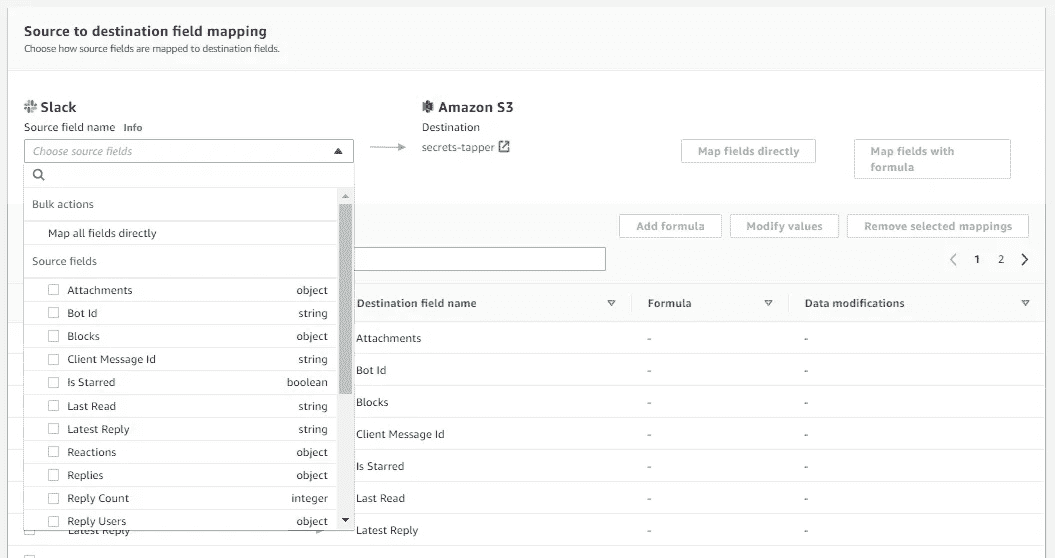 Source to destination field mapping
Choose how source fields are mapped to destination fields.
Slack
Source field name Info
Choose source fields
Amazon S3
Destination
secrets-tapper
Map fields directly
Map fields with
formula
Bulk actions
Map all fields directly
Source fields
Attachments object
Bot Id string
Blocks object
Client Message Id string
Is Starred boolean
Last Read string
Latest Reply string
Reactions object
Replies object
Reply Count integer
Reply Users object
Latest Reply
Add formula Modify values Remove selected mappings
1 2
Destination field name Formula Data modifications
Attachments - -
Bot Id - -
Blocks - -
Client Message Id - -
Is Starred - -
Last Read - -
Latest Reply - -